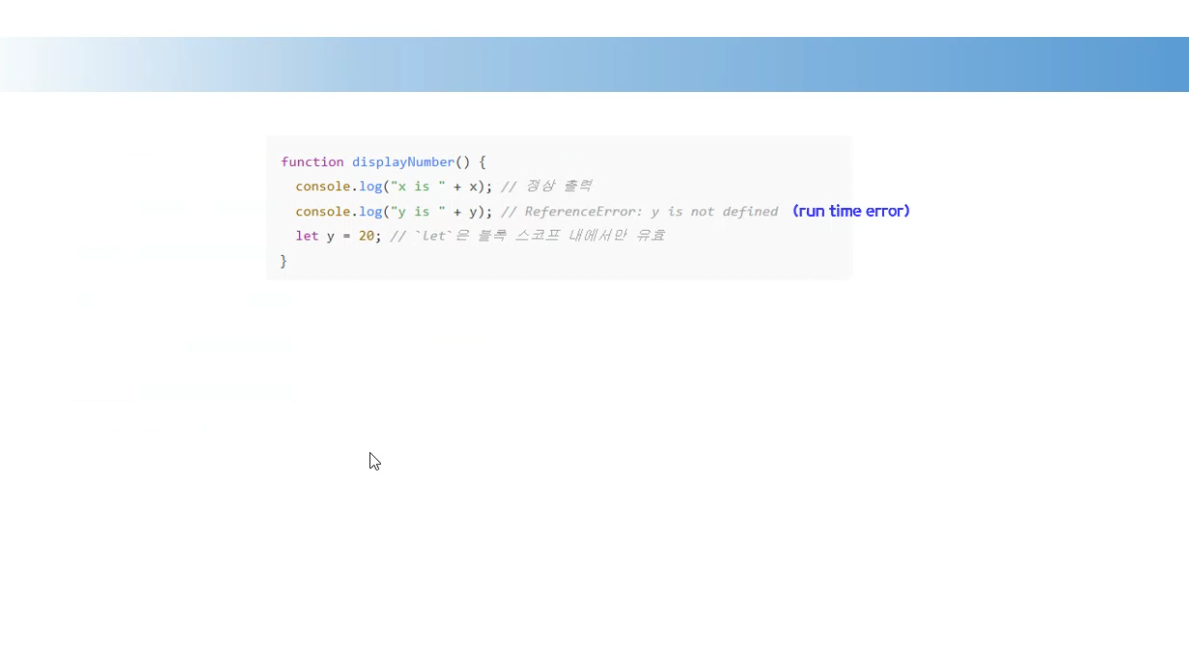 function displayNumber() {
console.log("x is " + x); // 정상 출력
console.log("y is " + y); // ReferenceError: y is not defined (run time error)
let y = 20; // `let`은 블록 스코프 내에서만 유효
}